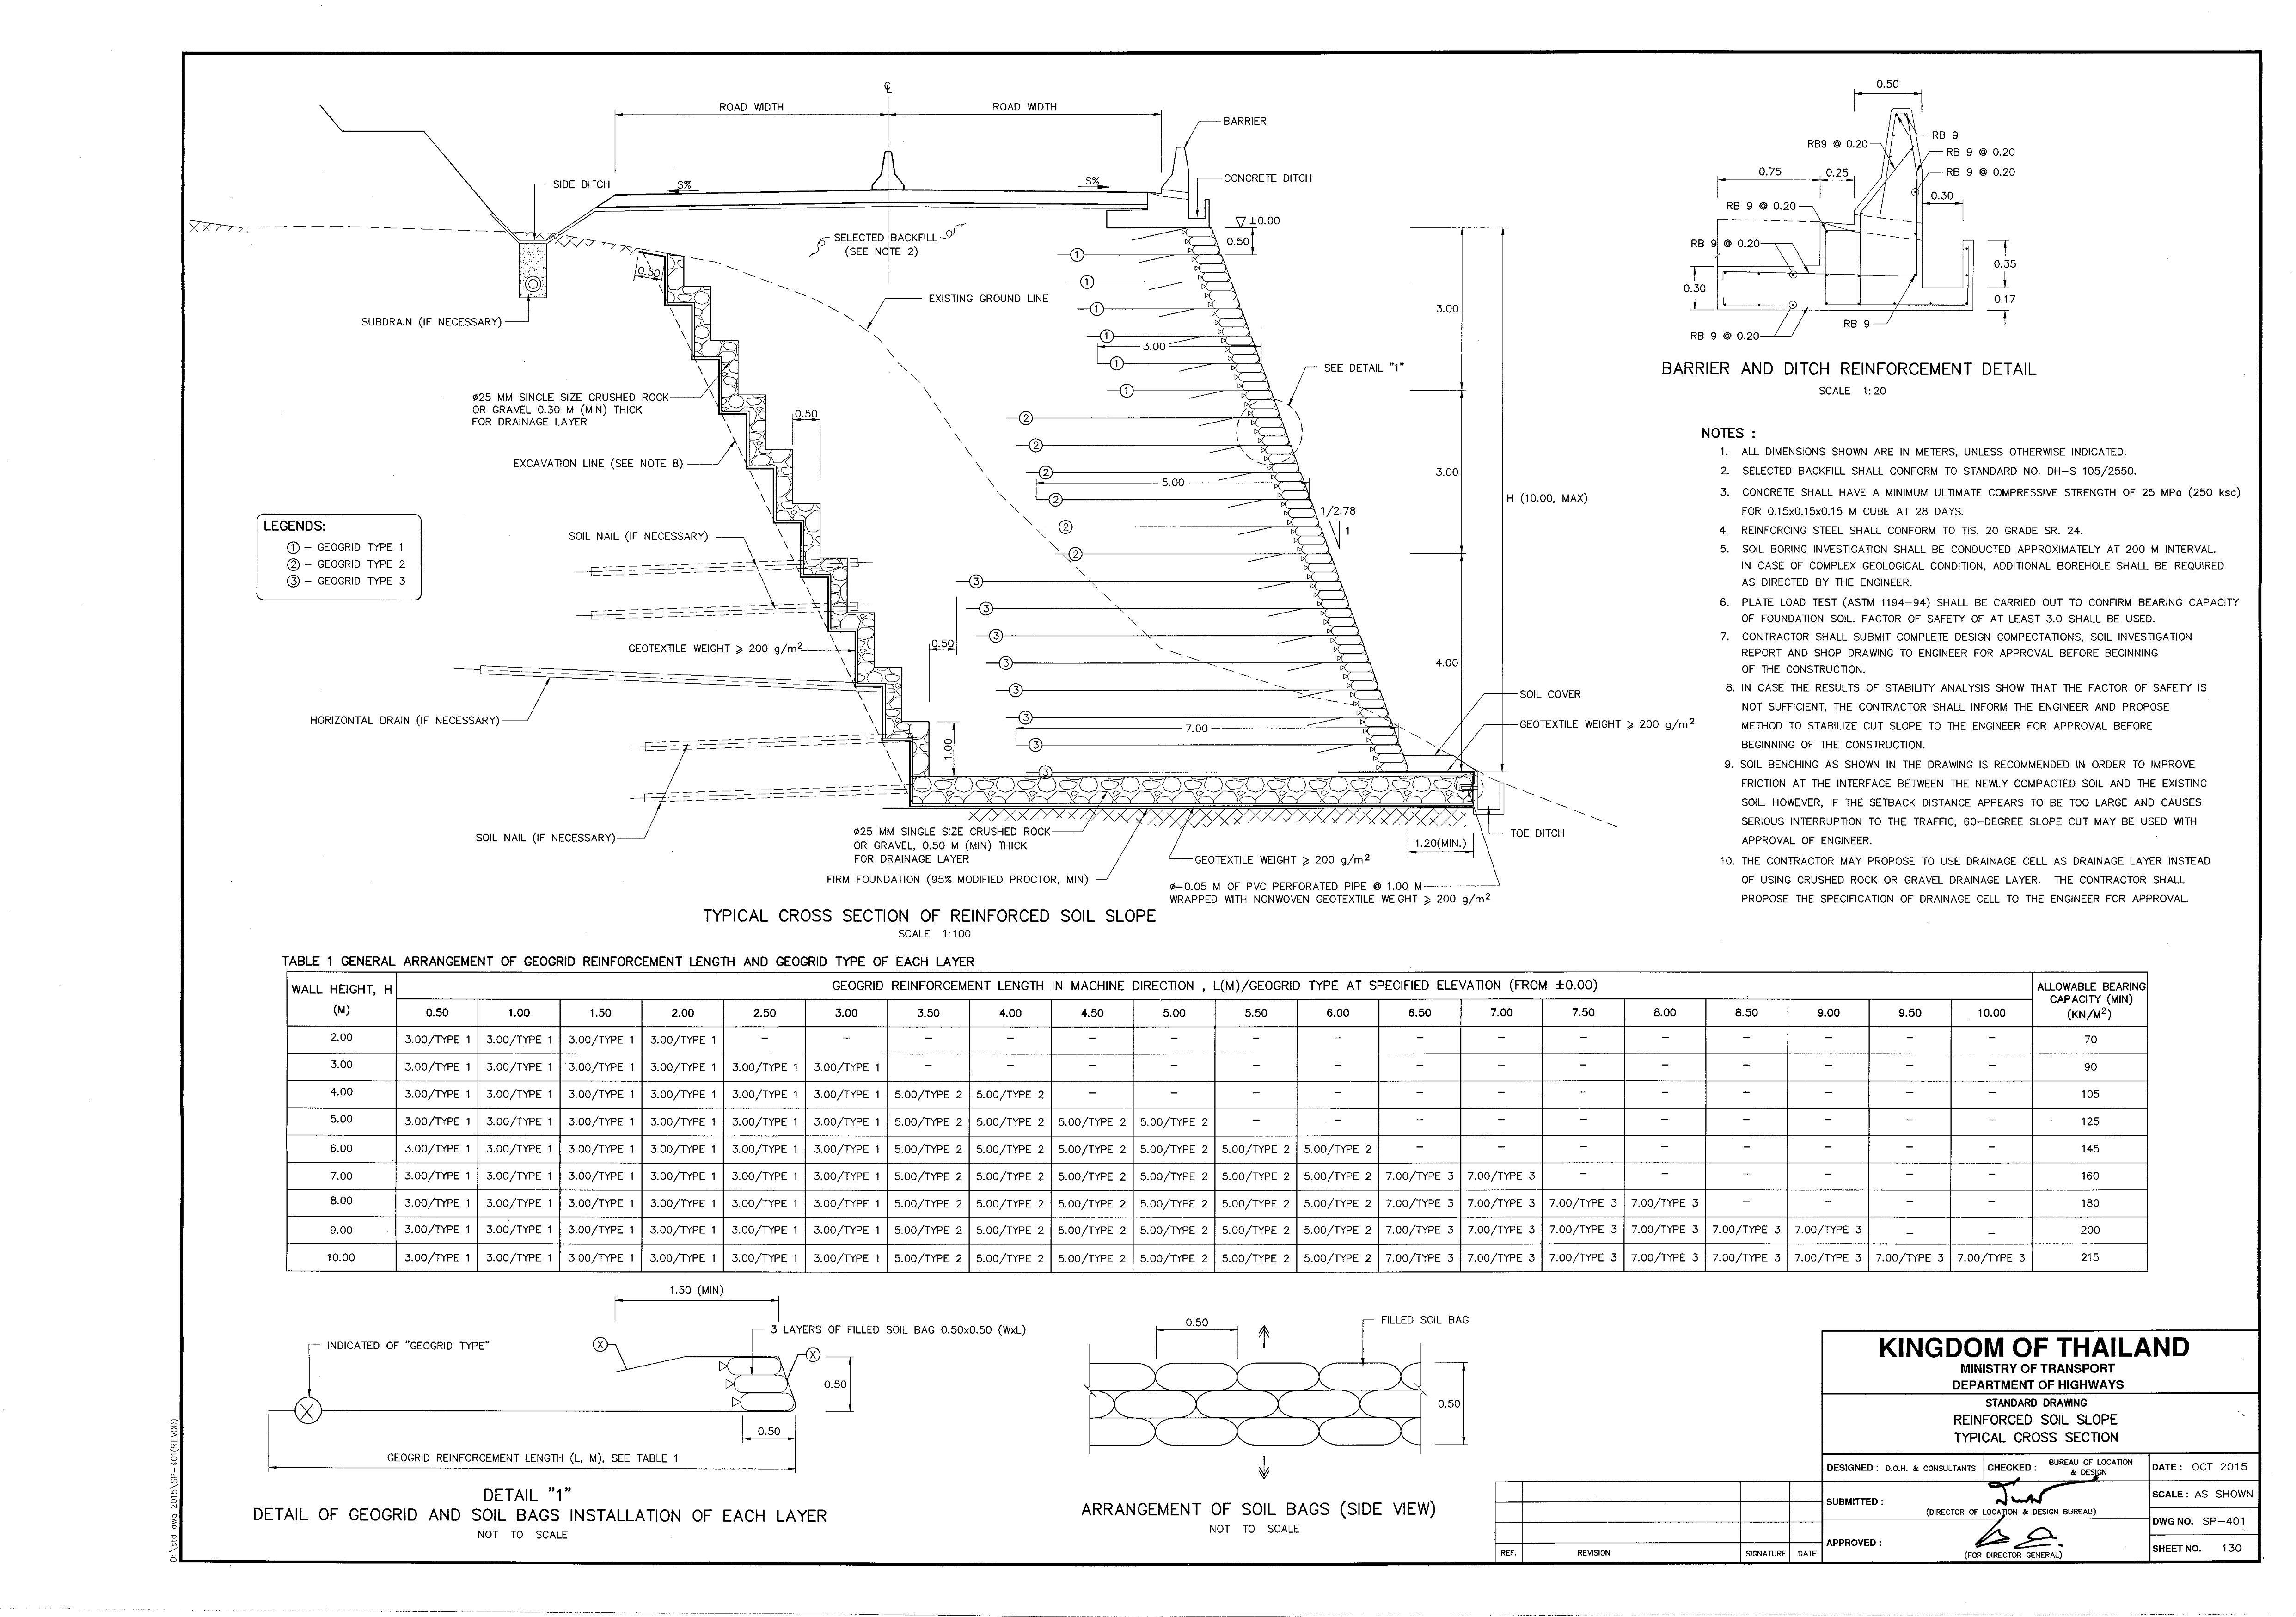 ℄
ROAD WIDTH
ROAD WIDTH
BARRIER
SIDE DITCH
S%
S%
CONCRETE DITCH
±0.00
0.50
SELECTED BACKFILL
(SEE NOTE 2)
0.50
EXISTING GROUND LINE
SUBDRAIN (IF NECESSARY)
1
1
1
1
3.00
1
1
3.00
SEE DETAIL "1"
Ø25 MM SINGLE SIZE CRUSHED ROCK
OR GRAVEL 0.30 M (MIN) THICK
FOR DRAINAGE LAYER
0.50
2
2
2
5.00
2
2
2
3.00
H (10.00, MAX)
1/2.78
1
EXCAVATION LINE (SEE NOTE 8)
LEGENDS:
1 – GEOGRID TYPE 1
2 – GEOGRID TYPE 2
3 – GEOGRID TYPE 3
SOIL NAIL (IF NECESSARY)
3
3
3
3
3
3
3
3
0.50
4.00
GEOTEXTILE WEIGHT ⩾ 200 g/m²
HORIZONTAL DRAIN (IF NECESSARY)
1.00
7.00
SOIL COVER
GEOTEXTILE WEIGHT ⩾ 200 g/m²
SOIL NAIL (IF NECESSARY)
Ø25 MM SINGLE SIZE CRUSHED ROCK
OR GRAVEL, 0.50 M (MIN) THICK
FOR DRAINAGE LAYER
FIRM FOUNDATION (95% MODIFIED PROCTOR, MIN)
GEOTEXTILE WEIGHT ⩾ 200 g/m²
1.20(MIN.)
TOE DITCH
Ø–0.05 M OF PVC PERFORATED PIPE @ 1.00 M
WRAPPED WITH NONWOVEN GEOTEXTILE WEIGHT ⩾ 200 g/m²
TYPICAL CROSS SECTION OF REINFORCED SOIL SLOPE
SCALE 1:100
0.50
RB 9
RB9 @ 0.20
RB 9 @ 0.20
RB 9 @ 0.20
0.75
0.25
0.30
RB 9 @ 0.20
RB 9 @ 0.20
0.35
0.30
0.17
RB 9
RB 9 @ 0.20
BARRIER AND DITCH REINFORCEMENT DETAIL
SCALE 1:20
NOTES :
1. ALL DIMENSIONS SHOWN ARE IN METERS, UNLESS OTHERWISE INDICATED.
2. SELECTED BACKFILL SHALL CONFORM TO STANDARD NO. DH–S 105/2550.
3. CONCRETE SHALL HAVE A MINIMUM ULTIMATE COMPRESSIVE STRENGTH OF 25 MPa (250 ksc)
FOR 0.15x0.15x0.15 M CUBE AT 28 DAYS.
4. REINFORCING STEEL SHALL CONFORM TO TIS. 20 GRADE SR. 24.
5. SOIL BORING INVESTIGATION SHALL BE CONDUCTED APPROXIMATELY AT 200 M INTERVAL.
IN CASE OF COMPLEX GEOLOGICAL CONDITION, ADDITIONAL BOREHOLE SHALL BE REQUIRED
AS DIRECTED BY THE ENGINEER.
6. PLATE LOAD TEST (ASTM 1194–94) SHALL BE CARRIED OUT TO CONFIRM BEARING CAPACITY
OF FOUNDATION SOIL. FACTOR OF SAFETY OF AT LEAST 3.0 SHALL BE USED.
7. CONTRACTOR SHALL SUBMIT COMPLETE DESIGN COMPECTATIONS, SOIL INVESTIGATION
REPORT AND SHOP DRAWING TO ENGINEER FOR APPROVAL BEFORE BEGINNING
OF THE CONSTRUCTION.
8. IN CASE THE RESULTS OF STABILITY ANALYSIS SHOW THAT THE FACTOR OF SAFETY IS
NOT SUFFICIENT, THE CONTRACTOR SHALL INFORM THE ENGINEER AND PROPOSE
METHOD TO STABILIZE CUT SLOPE TO THE ENGINEER FOR APPROVAL BEFORE
BEGINNING OF THE CONSTRUCTION.
9. SOIL BENCHING AS SHOWN IN THE DRAWING IS RECOMMENDED IN ORDER TO IMPROVE
FRICTION AT THE INTERFACE BETWEEN THE NEWLY COMPACTED SOIL AND THE EXISTING
SOIL. HOWEVER, IF THE SETBACK DISTANCE APPEARS TO BE TOO LARGE AND CAUSES
SERIOUS INTERRUPTION TO THE TRAFFIC, 60–DEGREE SLOPE CUT MAY BE USED WITH
APPROVAL OF ENGINEER.
10. THE CONTRACTOR MAY PROPOSE TO USE DRAINAGE CELL AS DRAINAGE LAYER INSTEAD
OF USING CRUSHED ROCK OR GRAVEL DRAINAGE LAYER. THE CONTRACTOR SHALL
PROPOSE THE SPECIFICATION OF DRAINAGE CELL TO THE ENGINEER FOR APPROVAL.
TABLE 1 GENERAL ARRANGEMENT OF GEOGRID REINFORCEMENT LENGTH AND GEOGRID TYPE OF EACH LAYER
WALL HEIGHT, H (M)
GEOGRID REINFORCEMENT LENGTH IN MACHINE DIRECTION , L(M)/GEOGRID TYPE AT SPECIFIED ELEVATION (FROM ±0.00)
ALLOWABLE BEARING CAPACITY (MIN) (KN/M²)
0.50 1.00 1.50 2.00 2.50 3.00 3.50 4.00 4.50 5.00 5.50 6.00 6.50 7.00 7.50 8.00 8.50 9.00 9.50 10.00
2.00 3.00/TYPE 1 3.00/TYPE 1 3.00/TYPE 1 3.00/TYPE 1 – – – – – – – – – – – – – – – – 70
3.00 3.00/TYPE 1 3.00/TYPE 1 3.00/TYPE 1 3.00/TYPE 1 3.00/TYPE 1 3.00/TYPE 1 – – – – – – – – – – – – – – 90
4.00 3.00/TYPE 1 3.00/TYPE 1 3.00/TYPE 1 3.00/TYPE 1 3.00/TYPE 1 3.00/TYPE 1 5.00/TYPE 2 5.00/TYPE 2 – – – – – – – – – – – – 105
5.00 3.00/TYPE 1 3.00/TYPE 1 3.00/TYPE 1 3.00/TYPE 1 3.00/TYPE 1 3.00/TYPE 1 5.00/TYPE 2 5.00/TYPE 2 5.00/TYPE 2 5.00/TYPE 2 – – – – – – – – – – 125
6.00 3.00/TYPE 1 3.00/TYPE 1 3.00/TYPE 1 3.00/TYPE 1 3.00/TYPE 1 3.00/TYPE 1 5.00/TYPE 2 5.00/TYPE 2 5.00/TYPE 2 5.00/TYPE 2 5.00/TYPE 2 5.00/TYPE 2 – – – – – – – – 145
7.00 3.00/TYPE 1 3.00/TYPE 1 3.00/TYPE 1 3.00/TYPE 1 3.00/TYPE 1 3.00/TYPE 1 5.00/TYPE 2 5.00/TYPE 2 5.00/TYPE 2 5.00/TYPE 2 5.00/TYPE 2 5.00/TYPE 2 7.00/TYPE 3 7.00/TYPE 3 – – – – – – 160
8.00 3.00/TYPE 1 3.00/TYPE 1 3.00/TYPE 1 3.00/TYPE 1 3.00/TYPE 1 3.00/TYPE 1 5.00/TYPE 2 5.00/TYPE 2 5.00/TYPE 2 5.00/TYPE 2 5.00/TYPE 2 5.00/TYPE 2 7.00/TYPE 3 7.00/TYPE 3 7.00/TYPE 3 7.00/TYPE 3 – – – – 180
9.00 3.00/TYPE 1 3.00/TYPE 1 3.00/TYPE 1 3.00/TYPE 1 3.00/TYPE 1 3.00/TYPE 1 5.00/TYPE 2 5.00/TYPE 2 5.00/TYPE 2 5.00/TYPE 2 5.00/TYPE 2 5.00/TYPE 2 7.00/TYPE 3 7.00/TYPE 3 7.00/TYPE 3 7.00/TYPE 3 7.00/TYPE 3 7.00/TYPE 3 – – 200
10.00 3.00/TYPE 1 3.00/TYPE 1 3.00/TYPE 1 3.00/TYPE 1 3.00/TYPE 1 3.00/TYPE 1 5.00/TYPE 2 5.00/TYPE 2 5.00/TYPE 2 5.00/TYPE 2 5.00/TYPE 2 5.00/TYPE 2 7.00/TYPE 3 7.00/TYPE 3 7.00/TYPE 3 7.00/TYPE 3 7.00/TYPE 3 7.00/TYPE 3 7.00/TYPE 3 7.00/TYPE 3 215
1.50 (MIN)
3 LAYERS OF FILLED SOIL BAG 0.50x0.50 (WxL)
INDICATED OF "GEOGRID TYPE"
X
X
0.50
X
0.50
GEOGRID REINFORCEMENT LENGTH (L, M), SEE TABLE 1
DETAIL "1"
DETAIL OF GEOGRID AND SOIL BAGS INSTALLATION OF EACH LAYER
NOT TO SCALE
0.50
FILLED SOIL BAG
0.50
ARRANGEMENT OF SOIL BAGS (SIDE VIEW)
NOT TO SCALE
REF. REVISION SIGNATURE DATE
KINGDOM OF THAILAND
MINISTRY OF TRANSPORT
DEPARTMENT OF HIGHWAYS
STANDARD DRAWING
REINFORCED SOIL SLOPE
TYPICAL CROSS SECTION
DESIGNED : D.O.H. & CONSULTANTS
CHECKED : BUREAU OF LOCATION & DESIGN
DATE : OCT 2015
SUBMITTED :
(DIRECTOR OF LOCATION & DESIGN BUREAU)
SCALE : AS SHOWN
DWG NO. SP–401
APPROVED :
(FOR DIRECTOR GENERAL)
SHEET NO. 130
D:\std dwg 2015\SP-401(REV00)